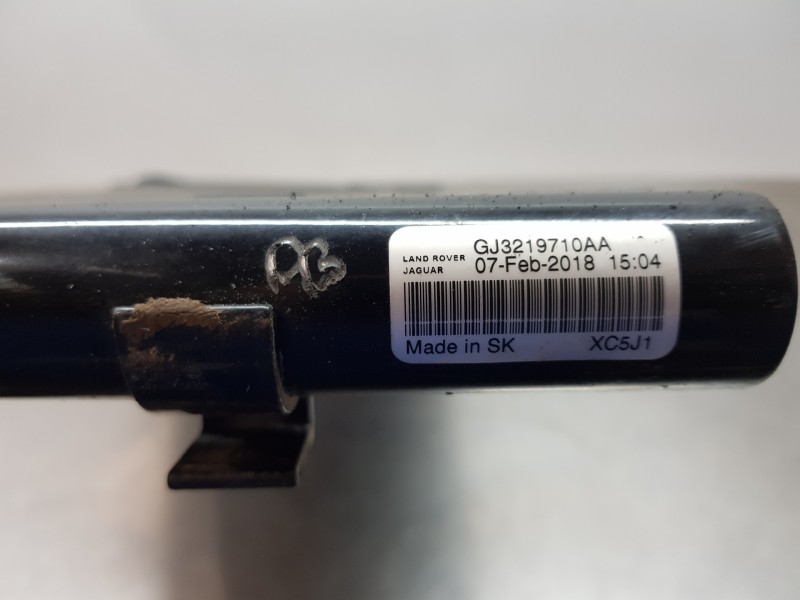 GJ3219710AA
LAND ROVER
JAGUAR
07-Feb-2018 15:04
Made in SK XC5J1